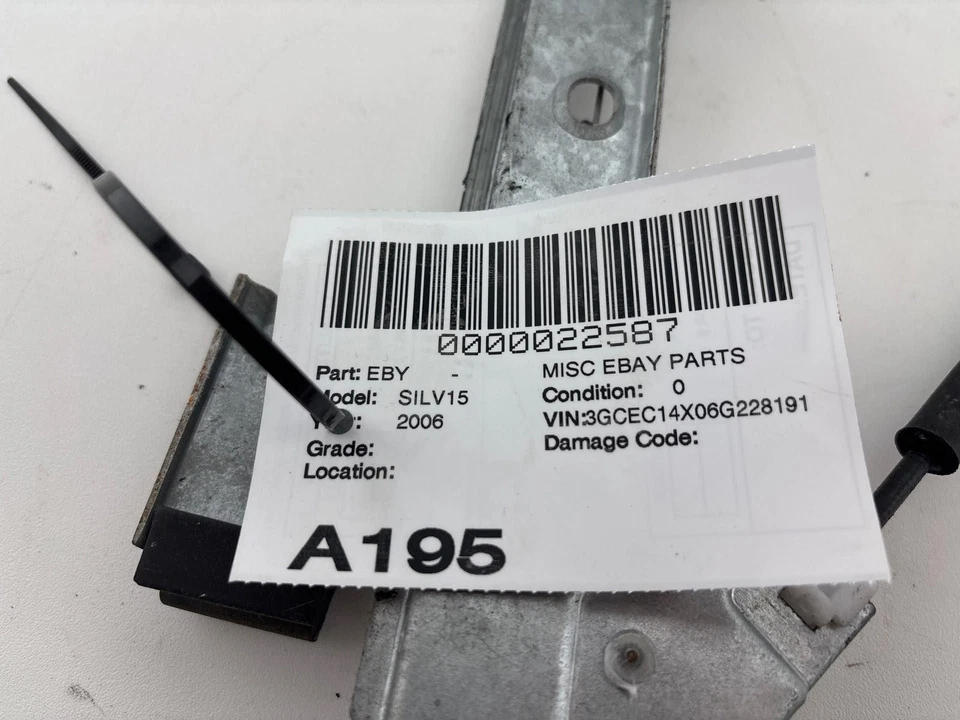 0000022587
Part: EBY - MISC EBAY PARTS
Model: SILV15 Condition: 0
2006 VIN:3GCEC14X06G228191
Grade: Damage Code:
Location:
A195